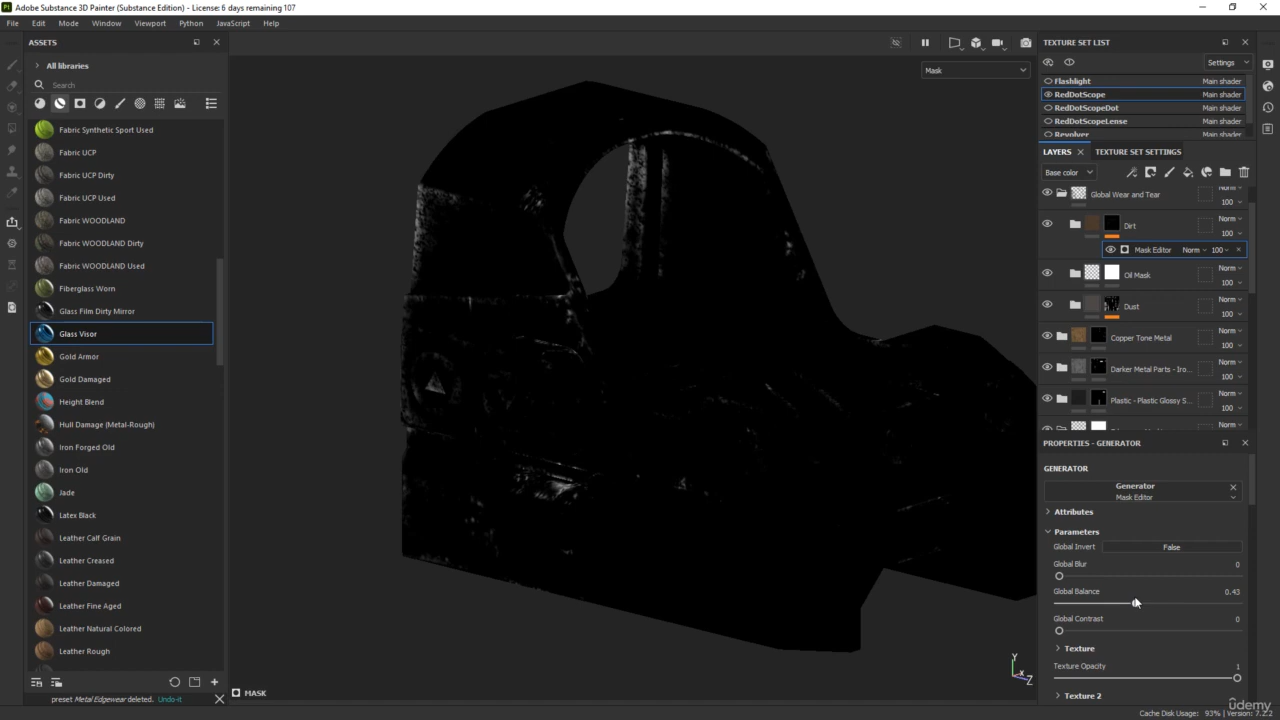 Adobe Substance 3D Painter (Substance Edition) - License: 6 days remaining 107
File Edit Mode Window Viewport Python JavaScript Help
ASSETS
All libraries
Search
Fabric Synthetic Sport Used
Fabric UCP
Fabric UCP Dirty
Fabric UCP Used
Fabric WOODLAND
Fabric WOODLAND Dirty
Fabric WOODLAND Used
Fiberglass Worn
Glass Film Dirty Mirror
Glass Visor
Gold Armor
Gold Damaged
Height Blend
Hull Damage (Metal-Rough)
Iron Forged Old
Iron Old
Jade
Latex Black
Leather Calf Grain
Leather Creased
Leather Damaged
Leather Fine Aged
Leather Natural Colored
Leather Rough
preset Metal Edgewear deleted. Undo-it
Mask
MASK
Y
X
Z
TEXTURE SET LIST
Settings
Flashlight Main shader
RedDotScope Main shader
RedDotScopeDot Main shader
RedDotScopeLense Main shader
Revolver Main shader
LAYERS TEXTURE SET SETTINGS
Base color
Global Wear and Tear Norm 100
Dirt Norm 100
Mask Editor Norm 100
Oil Mask Norm 100
Dust Norm 100
Copper Tone Metal Norm 100
Darker Metal Parts - Iro... Norm 100
Plastic - Plastic Glossy S... Norm 100
Norm
PROPERTIES - GENERATOR
GENERATOR
Generator
Mask Editor
Attributes
Parameters
Global Invert False
Global Blur 0
Global Balance 0.43
Global Contrast 0
Texture
Texture Opacity 1
Texture 2
udemy
Cache Disk Usage: 93% | Version: 7.2.2